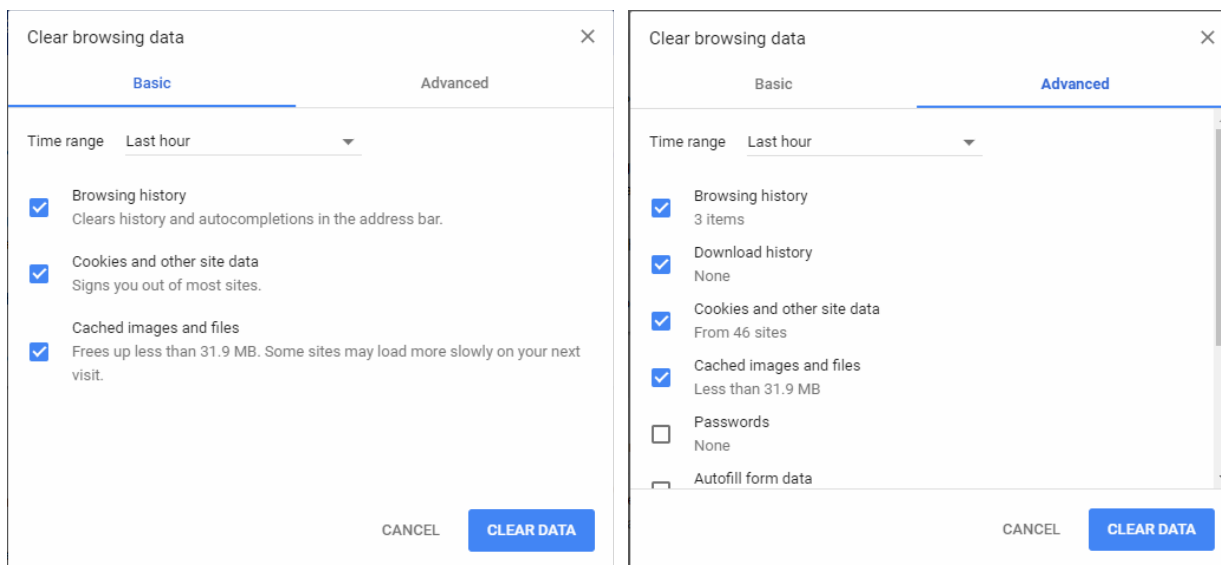 Clear browsing data
Basic
Advanced
Time range Last hour
Browsing history
Clears history and autocompletions in the address bar.
Cookies and other site data
Signs you out of most sites.
Cached images and files
Frees up less than 31.9 MB. Some sites may load more slowly on your next
visit.
CANCEL
CLEAR DATA
Clear browsing data
Basic
Advanced
Time range Last hour
Browsing history
3 items
Download history
None
Cookies and other site data
From 46 sites
Cached images and files
Less than 31.9 MB
Passwords
None
Autofill form data
CANCEL
CLEAR DATA